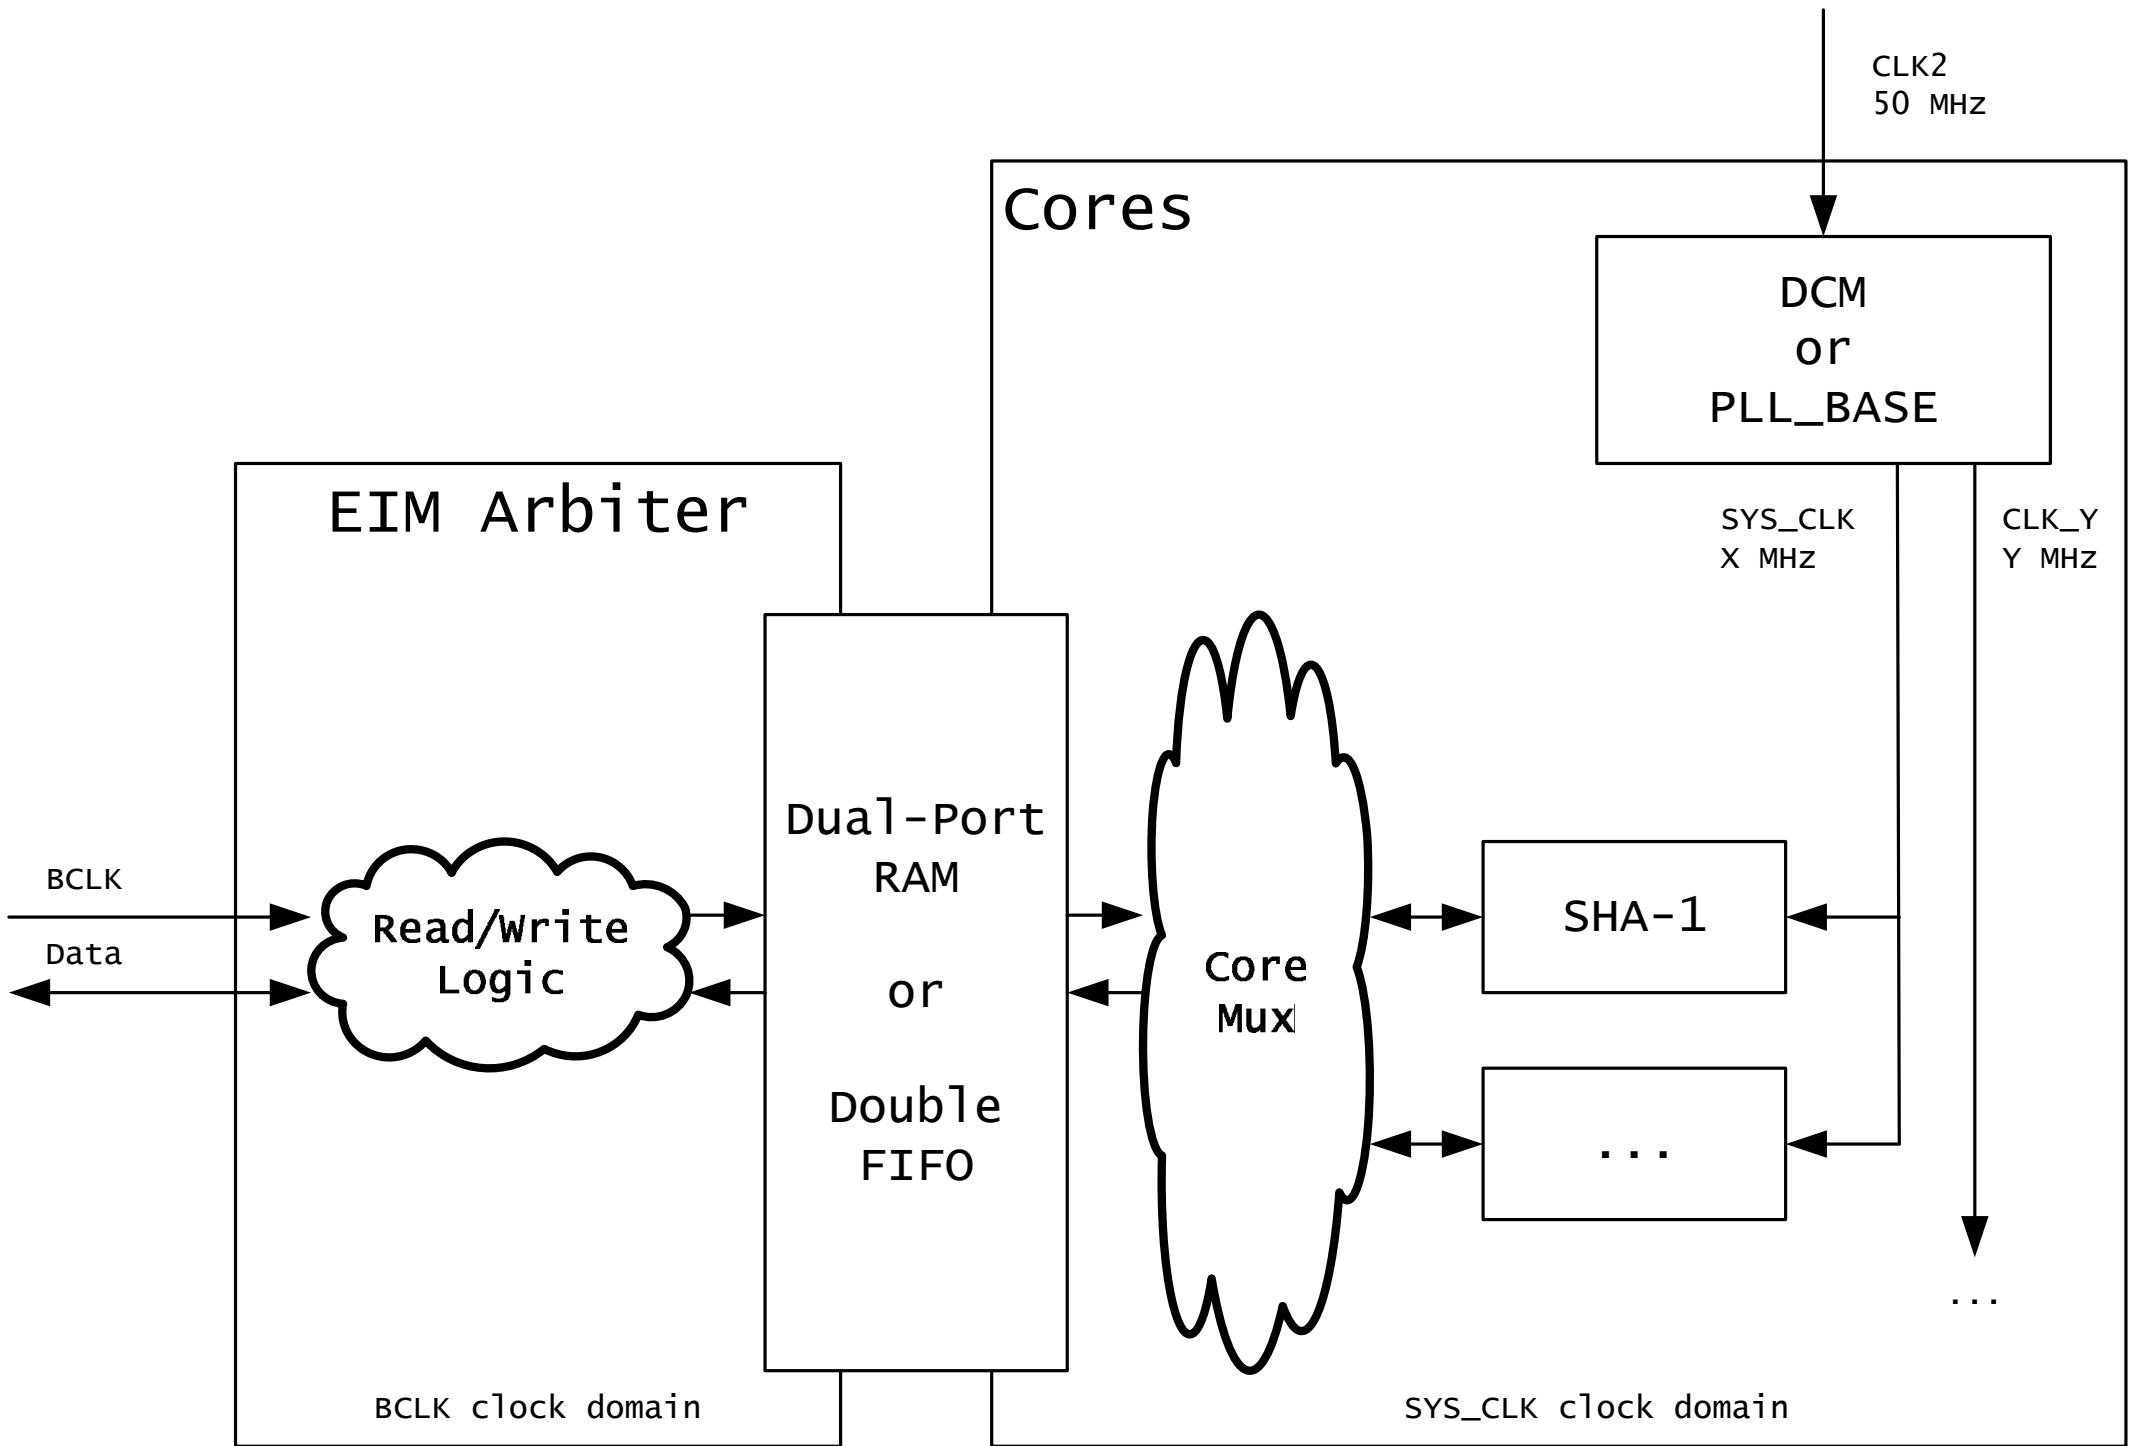 CLK2
50 MHz
Cores
DCM
or
PLL_BASE
EIM Arbiter
SYS_CLK
X MHz
CLK_Y
Y MHz
Dual-Port
RAM
or
Double
FIFO
BCLK
Data
Read/Write
Logic
Core
Mux
SHA-1
...
...
BCLK clock domain
SYS_CLK clock domain